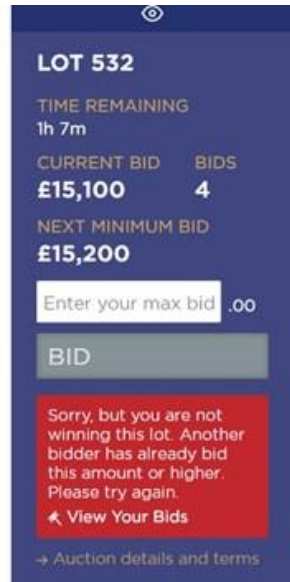 LOT 532
TIME REMAINING
1h 7m
CURRENT BID BIDS
£15,100 4
NEXT MINIMUM BID
£15,200
Enter your max bid .00
BID
Sorry, but you are not
winning this lot. Another
bidder has already bid
this amount or higher.
Please try again.
View Your Bids
→ Auction details and terms